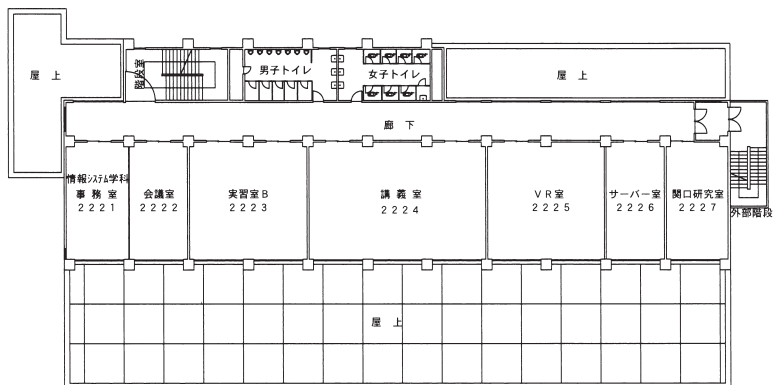 屋 上
階段室
男子トイレ
女子トイレ
屋 上
廊 下
情報システム学科
事 務 室
2221
会議室
2222
実習室B
2223
講 義 室
2224
VR室
2225
サーバー室
2226
関口研究室
2227
外部階段
屋 上